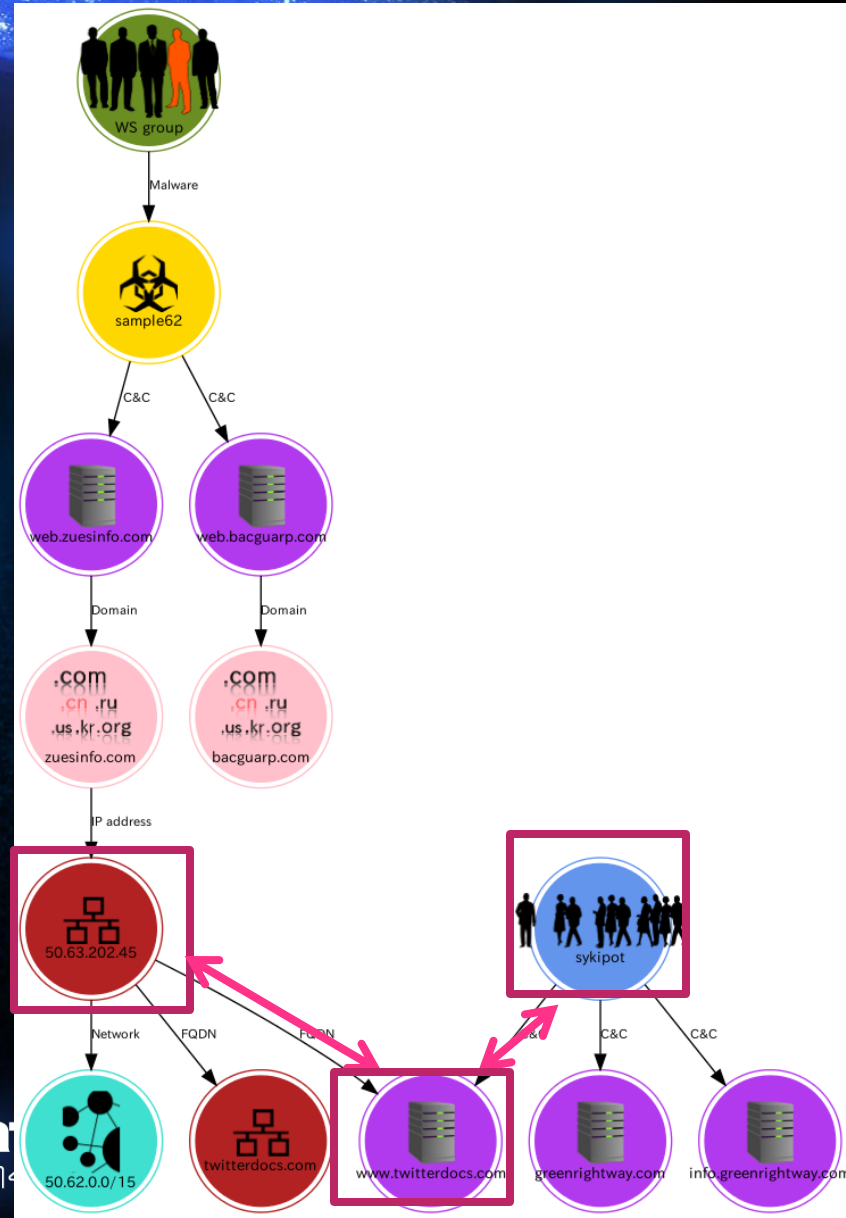 WS group
Malware
sample62
C&C
C&C
web.zuesinfo.com
web.bacguarp.com
Domain
Domain
.com
.cn .ru
.us.kr.org
zuesinfo.com
.com
.cn .ru
.us.kr.org
bacguarp.com
IP address
50.63.202.45
sykipot
Network
FQDN
FQDN
C&C
C&C
C&C
50.62.0.0/15
twitterdocs.com
www.twitterdocs.com
greenrightway.com
info.greenrightway.com